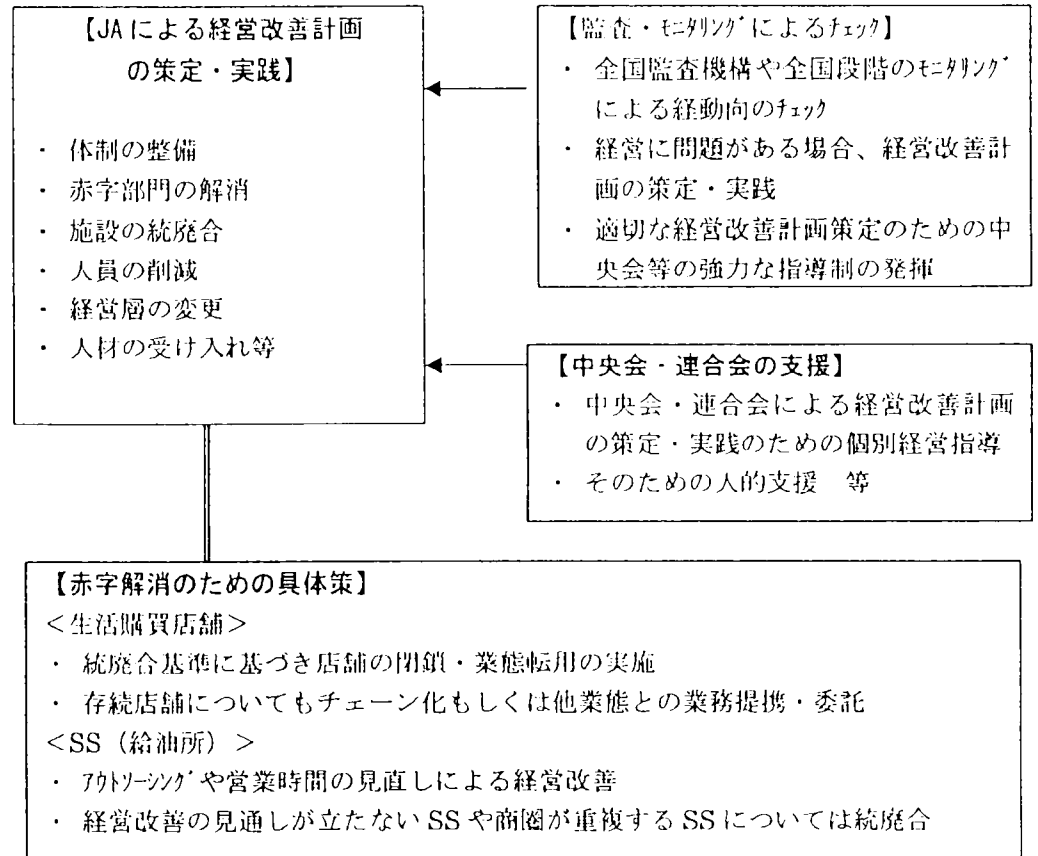 【JAによる経営改善計画
の策定・実践】
・ 体制の整備
・ 赤字部門の解消
・ 施設の統廃合
・ 人員の削減
・ 経営層の変更
・ 人材の受け入れ等
【監査・ﾓﾆﾀﾘﾝｸﾞによるﾁｪｯｸ】
・ 全国監査機構や全国段階のﾓﾆﾀﾘﾝｸﾞ
による経動向のﾁｪｯｸ
・ 経営に問題がある場合、経営改善計
画の策定・実践
・ 適切な経営改善計画策定のための中
央会等の強力な指導制の発揮
【中央会・連合会の支援】
・ 中央会・連合会による経営改善計画
の策定・実践のための個別経営指導
・ そのための人的支援 等
【赤字解消のための具体策】
＜生活購買店舗＞
・ 統廃合基準に基づき店舗の閉鎖・業態転用の実施
・ 存続店舗についてもチェーン化もしくは他業態との業務提携・委託
＜SS（給油所）＞
・ ｱｳﾄｿｰｼﾝｸﾞや営業時間の見直しによる経営改善
・ 経営改善の見通しが立たない SS や商圏が重複する SS については統廃合